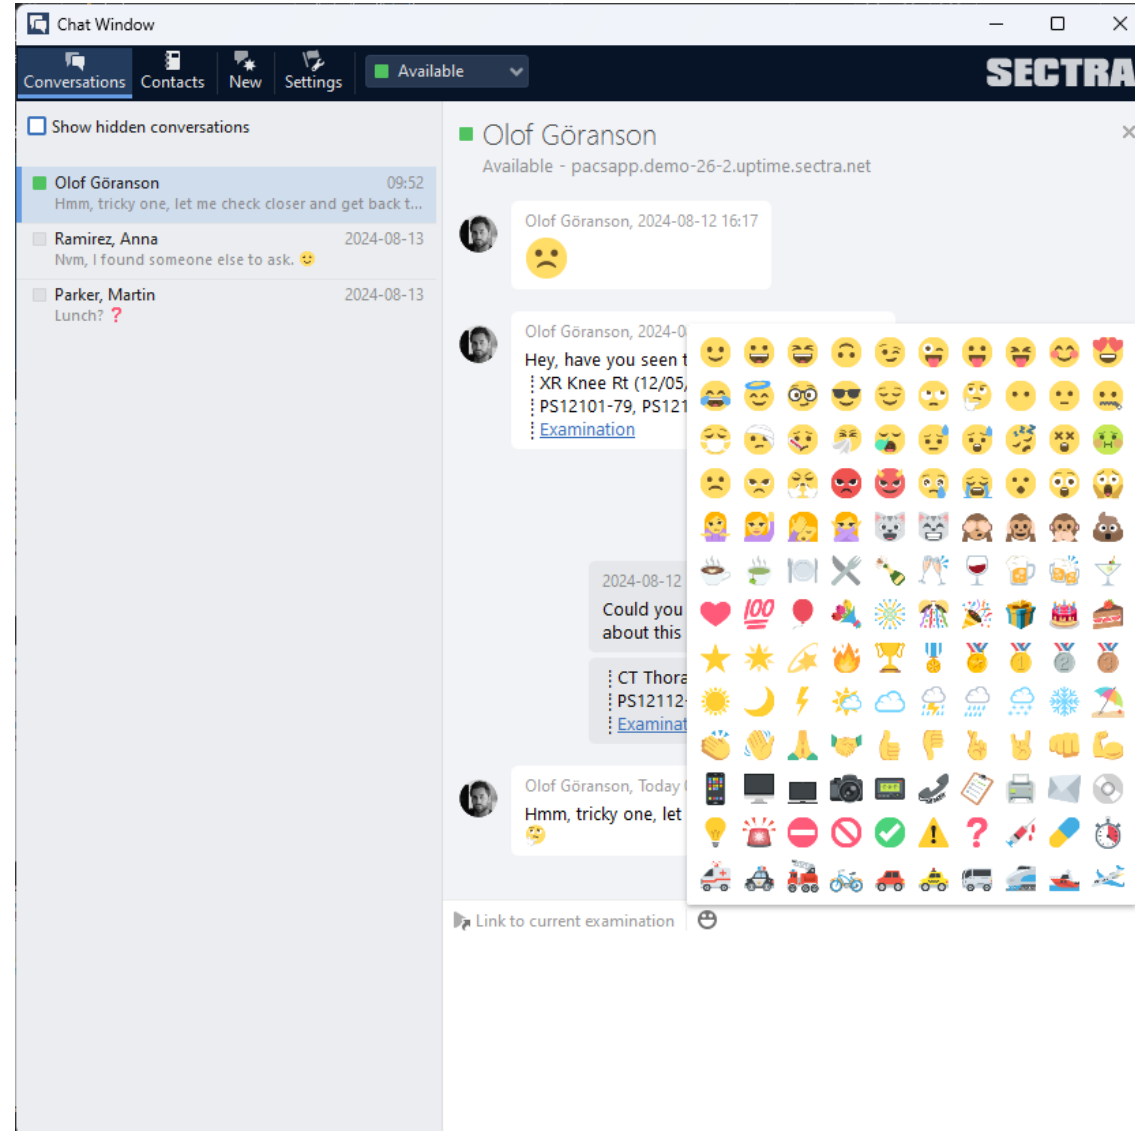 Chat Window
Conversations
Contacts
New
Settings
Available
SECTRA
Show hidden conversations
Olof Göranson 09:52
Hmm, tricky one, let me check closer and get back t...
Ramirez, Anna 2024-08-13
Nvm, I found someone else to ask.
Parker, Martin 2024-08-13
Lunch? ❓
Olof Göranson
Available - pacsapp.demo-26-2.uptime.sectra.net
Olof Göranson, 2024-08-12 16:17
Olof Göranson, 2024-0
Hey, have you seen t
XR Knee Rt (12/05,
PS12101-79, PS121
Examination
2024-08-12
Could you
about this
CT Thora
PS12112-
Examinat
Olof Göranson, Today
Hmm, tricky one, let
Link to current examination